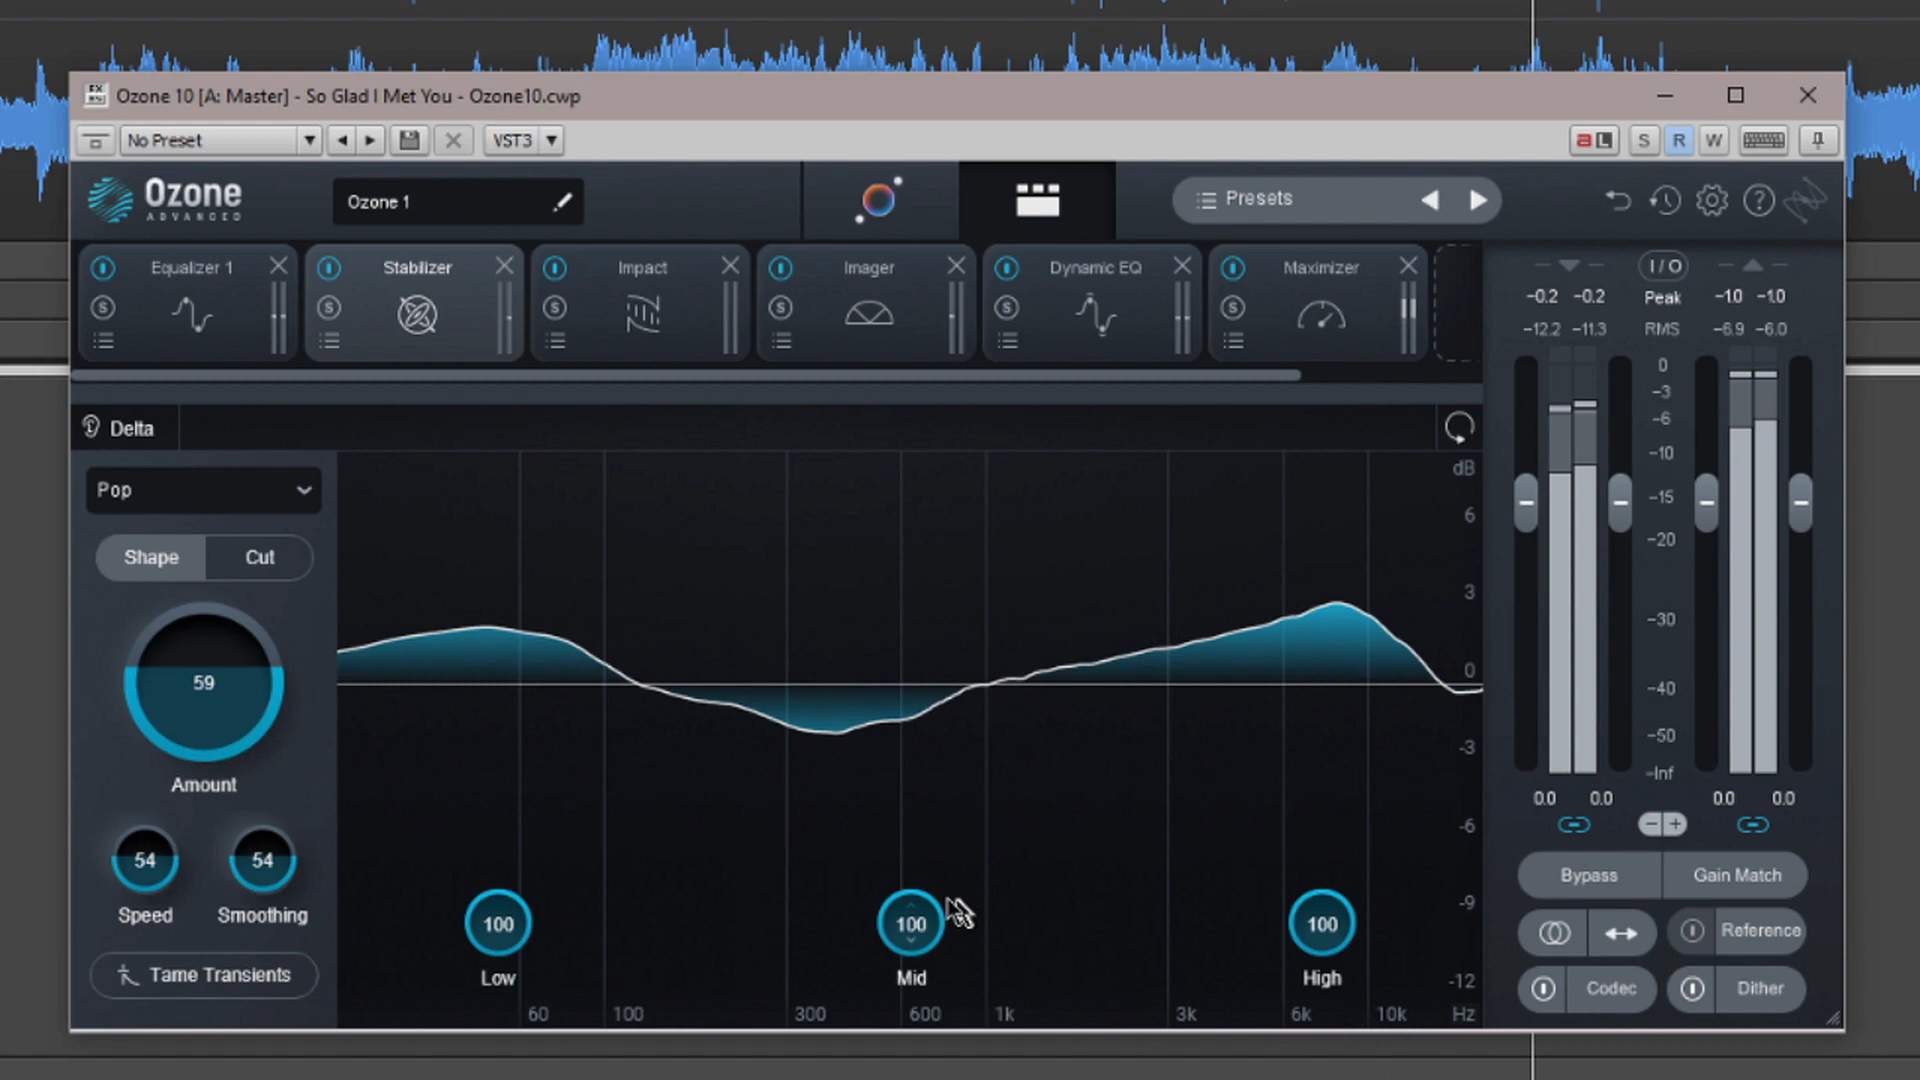 FX
Ozone 10 [A: Master] - So Glad I Met You - Ozone10.cwp
No Preset
VST3
a L S R W
Ozone
ADVANCED
Ozone 1
Presets
Equalizer 1
Stabilizer
Impact
Imager
Dynamic EQ
Maximizer
S S S S S S
I / O
-0.2 -0.2 Peak -1.0 -1.0
-12.2 -11.3 RMS -6.9 -6.0
Delta
Pop
Shape Cut
59
Amount
54 54
Speed Smoothing
Tame Transients
dB
6
3
0
-3
-6
-9
-12
100 100 100
Low Mid High
60 100 300 600 1k 3k 6k 10k Hz
0
-3
-6
-10
-15
-20
-30
-40
-50
-Inf
0.0 0.0 0.0 0.0
Bypass Gain Match
Reference
Codec Dither